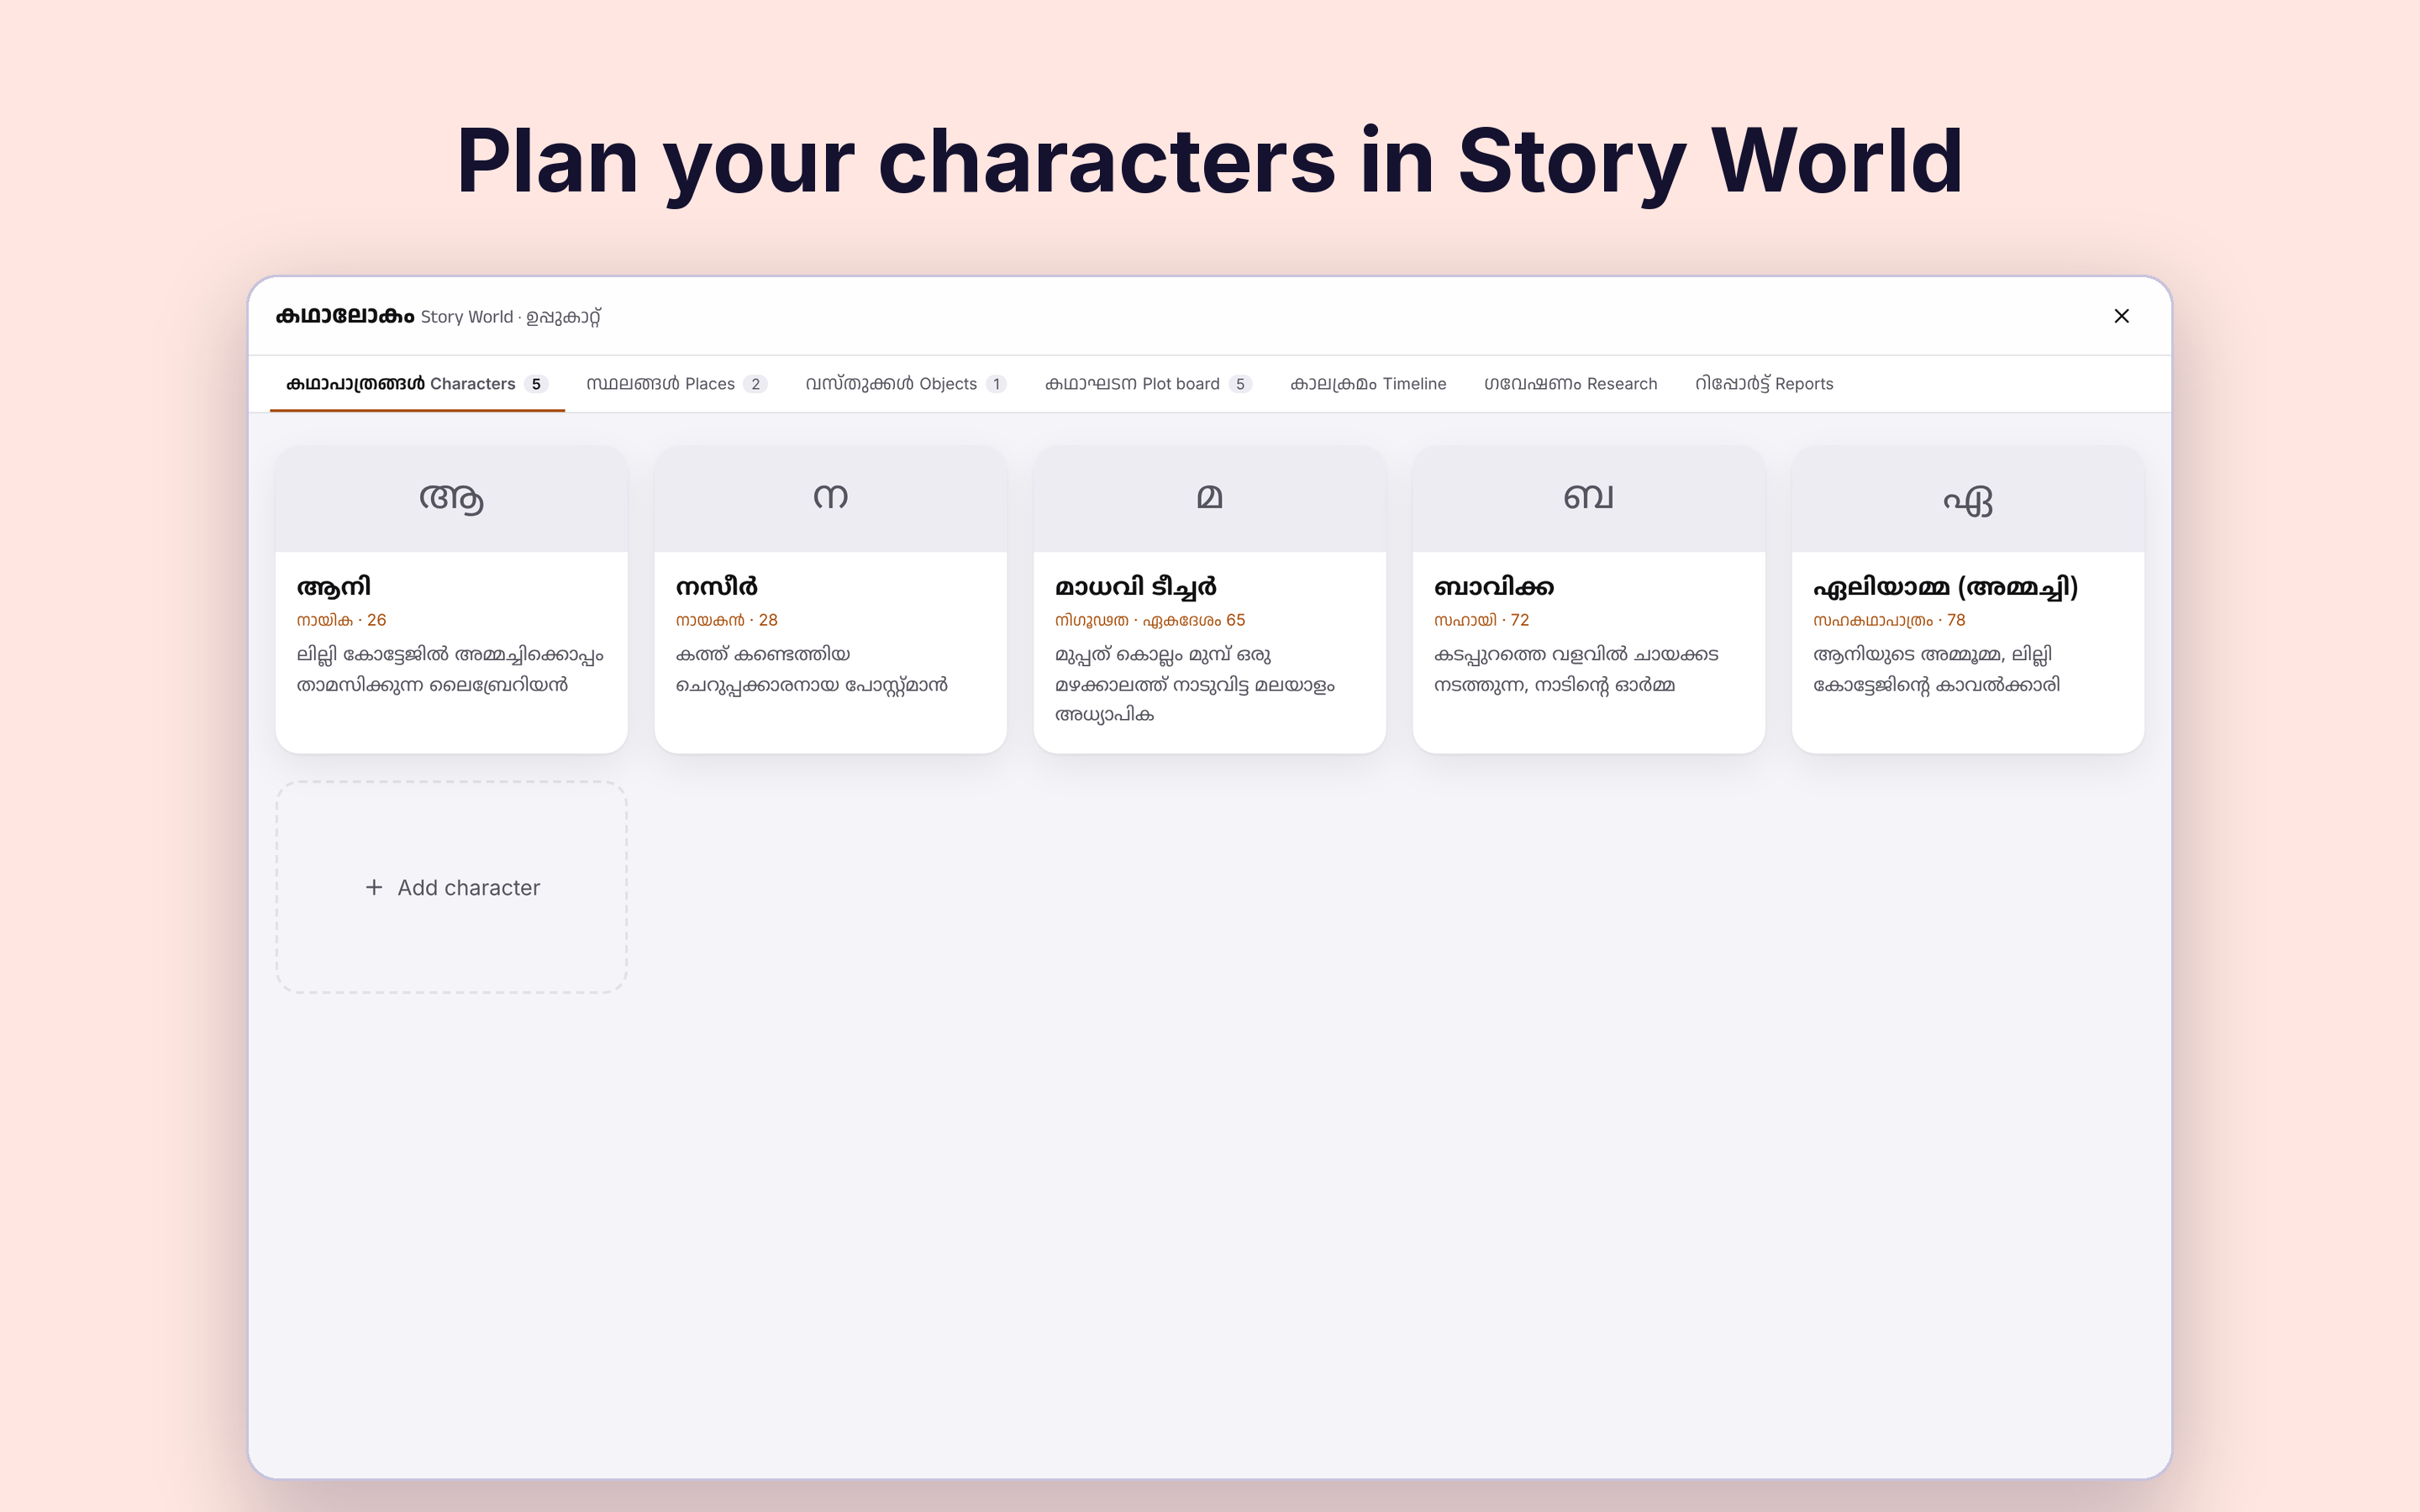 Plan your characters in Story World
കഥാലോകം Story World · ഉപ്പുകാറ്റ്
കഥാപാത്രങ്ങൾ Characters 5 സ്ഥലങ്ങൾ Places 2 വസ്തുക്കൾ Objects 1 കഥാഘടന Plot board 5 കാലക്രമം Timeline ഗവേഷണം Research റിപ്പോർട്ട് Reports
ആ
ആനി
നായിക · 26
ലില്ലി കോട്ടേജിൽ അമ്മച്ചിക്കൊപ്പം
താമസിക്കുന്ന ലൈബ്രേറിയൻ
ന
നസീർ
നായകൻ · 28
കത്ത് കണ്ടെത്തിയ
ചെറുപ്പക്കാരനായ പോസ്റ്റ്മാൻ
മ
മാധവി ടീച്ചർ
നിഗൂഢത · ഏകദേശം 65
മുപ്പത് കൊല്ലം മുമ്പ് ഒരു
മഴക്കാലത്ത് നാടുവിട്ട മലയാളം
അധ്യാപിക
ബ
ബാവിക്ക
സഹായി · 72
കടപ്പുറത്തെ വളവിൽ ചായക്കട
നടത്തുന്ന, നാടിന്റെ ഓർമ്മ
ഏ
ഏലിയാമ്മ (അമ്മച്ചി)
സഹകഥാപാത്രം · 78
ആനിയുടെ അമ്മൂമ്മ, ലില്ലി
കോട്ടേജിന്റെ കാവൽക്കാരി
+ Add character